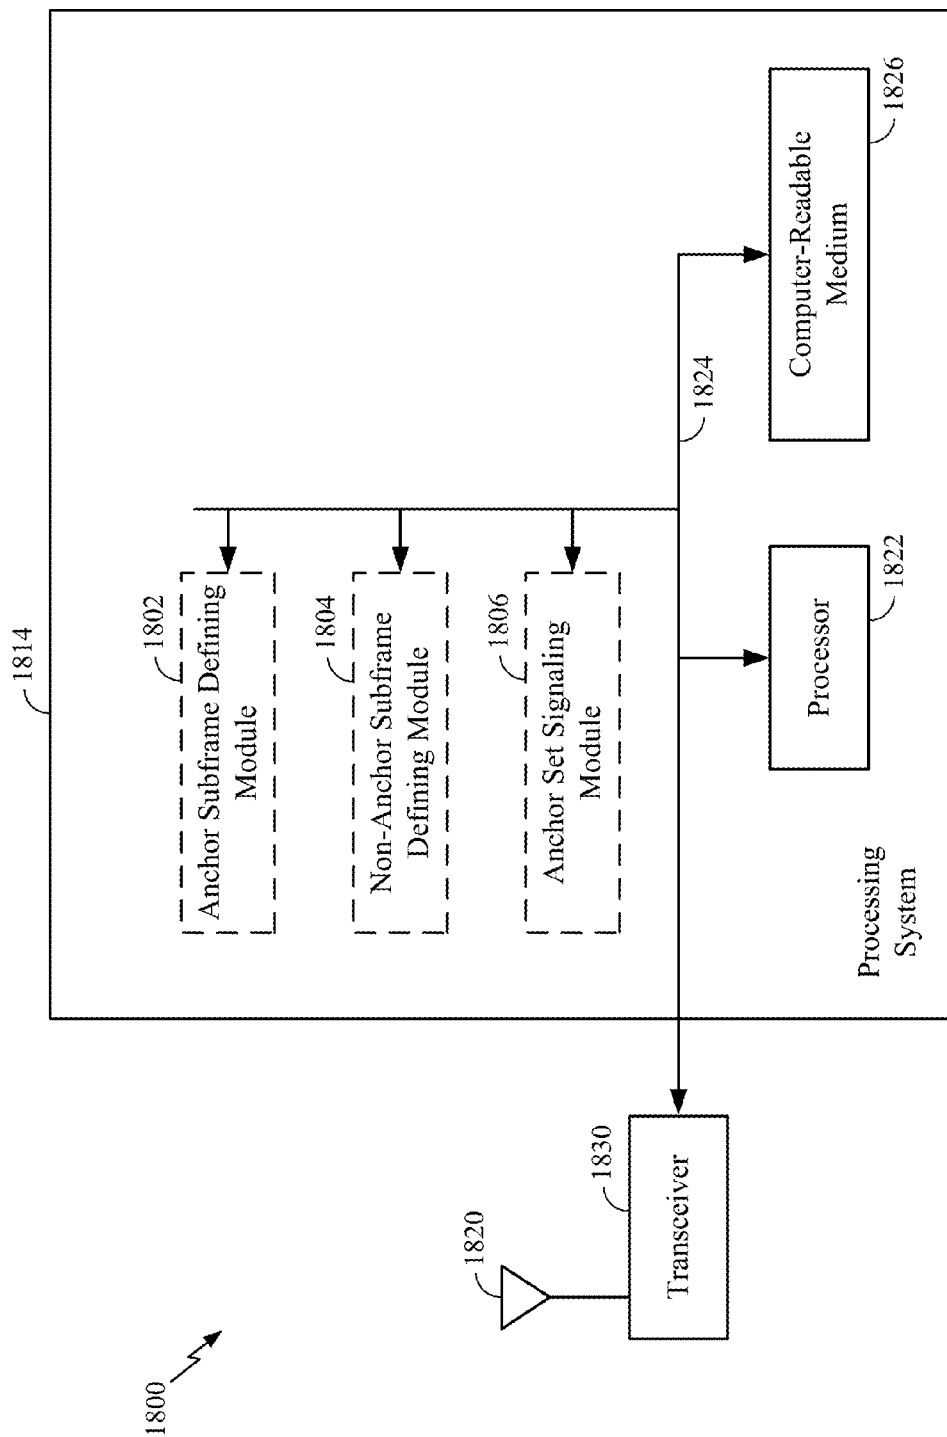 1800
1820
1830
Transceiver
1814
1802
Anchor Subframe Defining
Module
1804
Non-Anchor Subframe
Defining Module
1806
Anchor Set Signaling
Module
1824
Processor
1822
Computer-Readable
Medium
1826
Processing
System